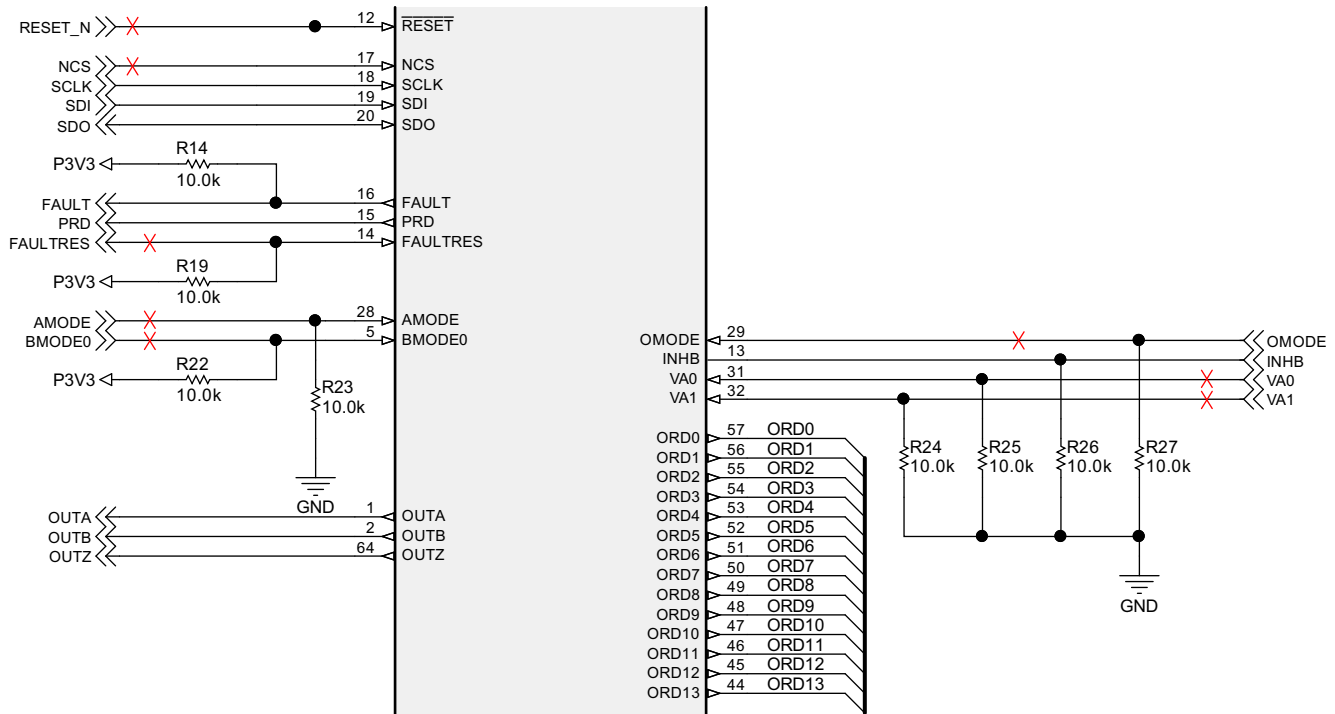 RESET_N 12 RESET
NCS 17 NCS
SCLK 18 SCLK
SDI 19 SDI
SDO 20 SDO
R14
P3V3
10.0k
FAULT 16 FAULT
PRD 15 PRD
FAULTRES 14 FAULTRES
R19
P3V3
10.0k
AMODE 28 AMODE
BMODE0 5 BMODE0
R22
P3V3
10.0k
R23
10.0k
GND
OUTA 1 OUTA
OUTB 2 OUTB
OUTZ 64 OUTZ
OMODE 29 OMODE
INHB 13 INHB
VA0 31 VA0
VA1 32 VA1
R24 R25 R26 R27
10.0k 10.0k 10.0k 10.0k
GND
ORD0 57 ORD0
ORD1 56 ORD1
ORD2 55 ORD2
ORD3 54 ORD3
ORD4 53 ORD4
ORD5 52 ORD5
ORD6 51 ORD6
ORD7 50 ORD7
ORD8 49 ORD8
ORD9 48 ORD9
ORD10 47 ORD10
ORD11 46 ORD11
ORD12 45 ORD12
ORD13 44 ORD13